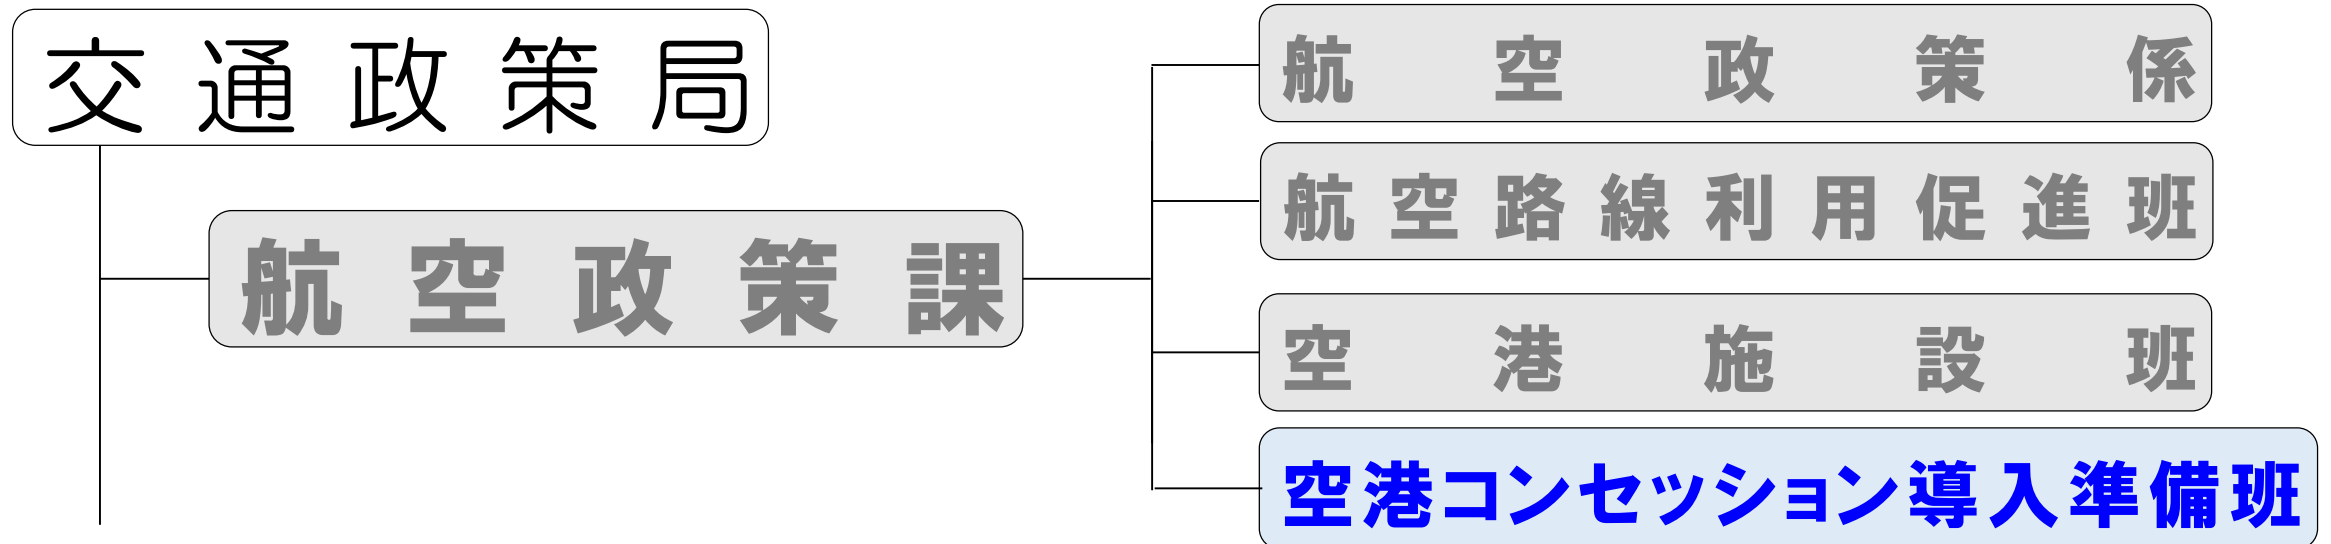 交通政策局
航空政策課
航空政策係
航空路線利用促進班
空港施設班
空港コンセッション導入準備班